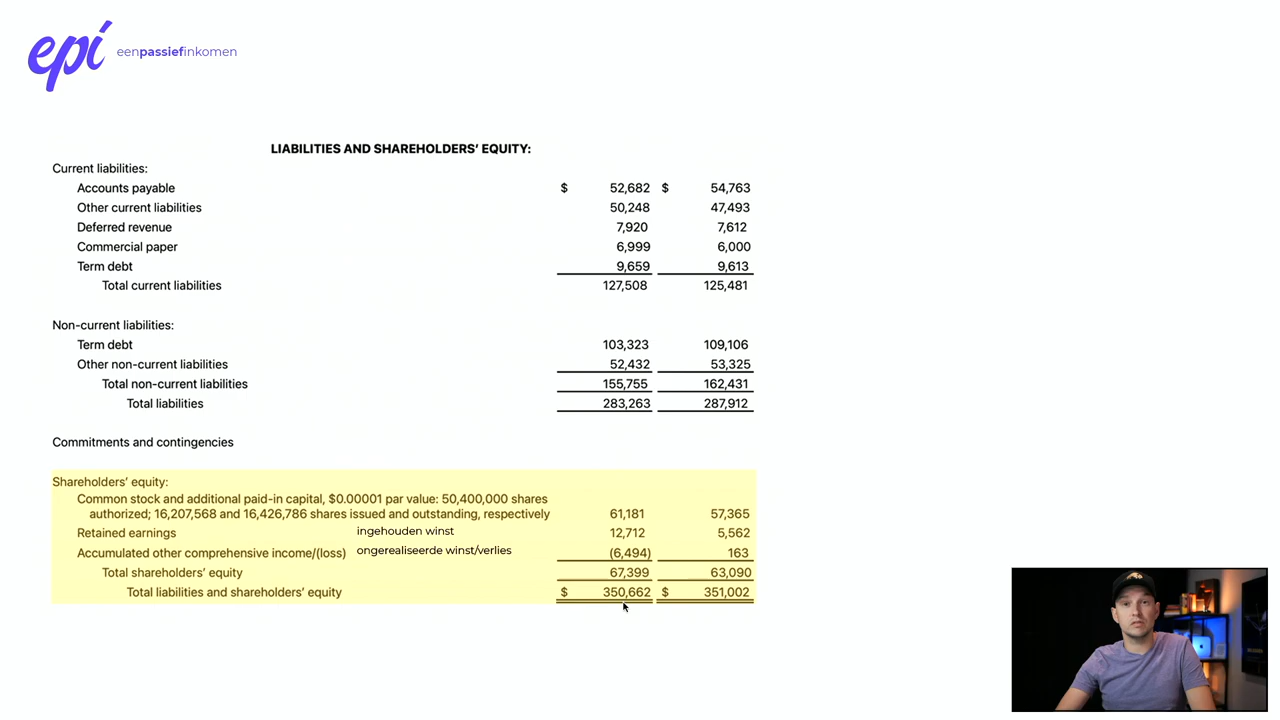 epi eenpassiefinkomen
LIABILITIES AND SHAREHOLDERS’ EQUITY:
Current liabilities:
Accounts payable $ 52,682 $ 54,763
Other current liabilities 50,248 47,493
Deferred revenue 7,920 7,612
Commercial paper 6,999 6,000
Term debt 9,659 9,613
Total current liabilities 127,508 125,481
Non-current liabilities:
Term debt 103,323 109,106
Other non-current liabilities 52,432 53,325
Total non-current liabilities 155,755 162,431
Total liabilities 283,263 287,912
Commitments and contingencies
Shareholders’ equity:
Common stock and additional paid-in capital, $0.00001 par value: 50,400,000 shares
authorized; 16,207,568 and 16,426,786 shares issued and outstanding, respectively 61,181 57,365
Retained earnings ingehouden winst 12,712 5,562
Accumulated other comprehensive income/(loss) ongerealiseerde winst/verlies (6,494) 163
Total shareholders’ equity 67,399 63,090
Total liabilities and shareholders’ equity $ 350,662 $ 351,002